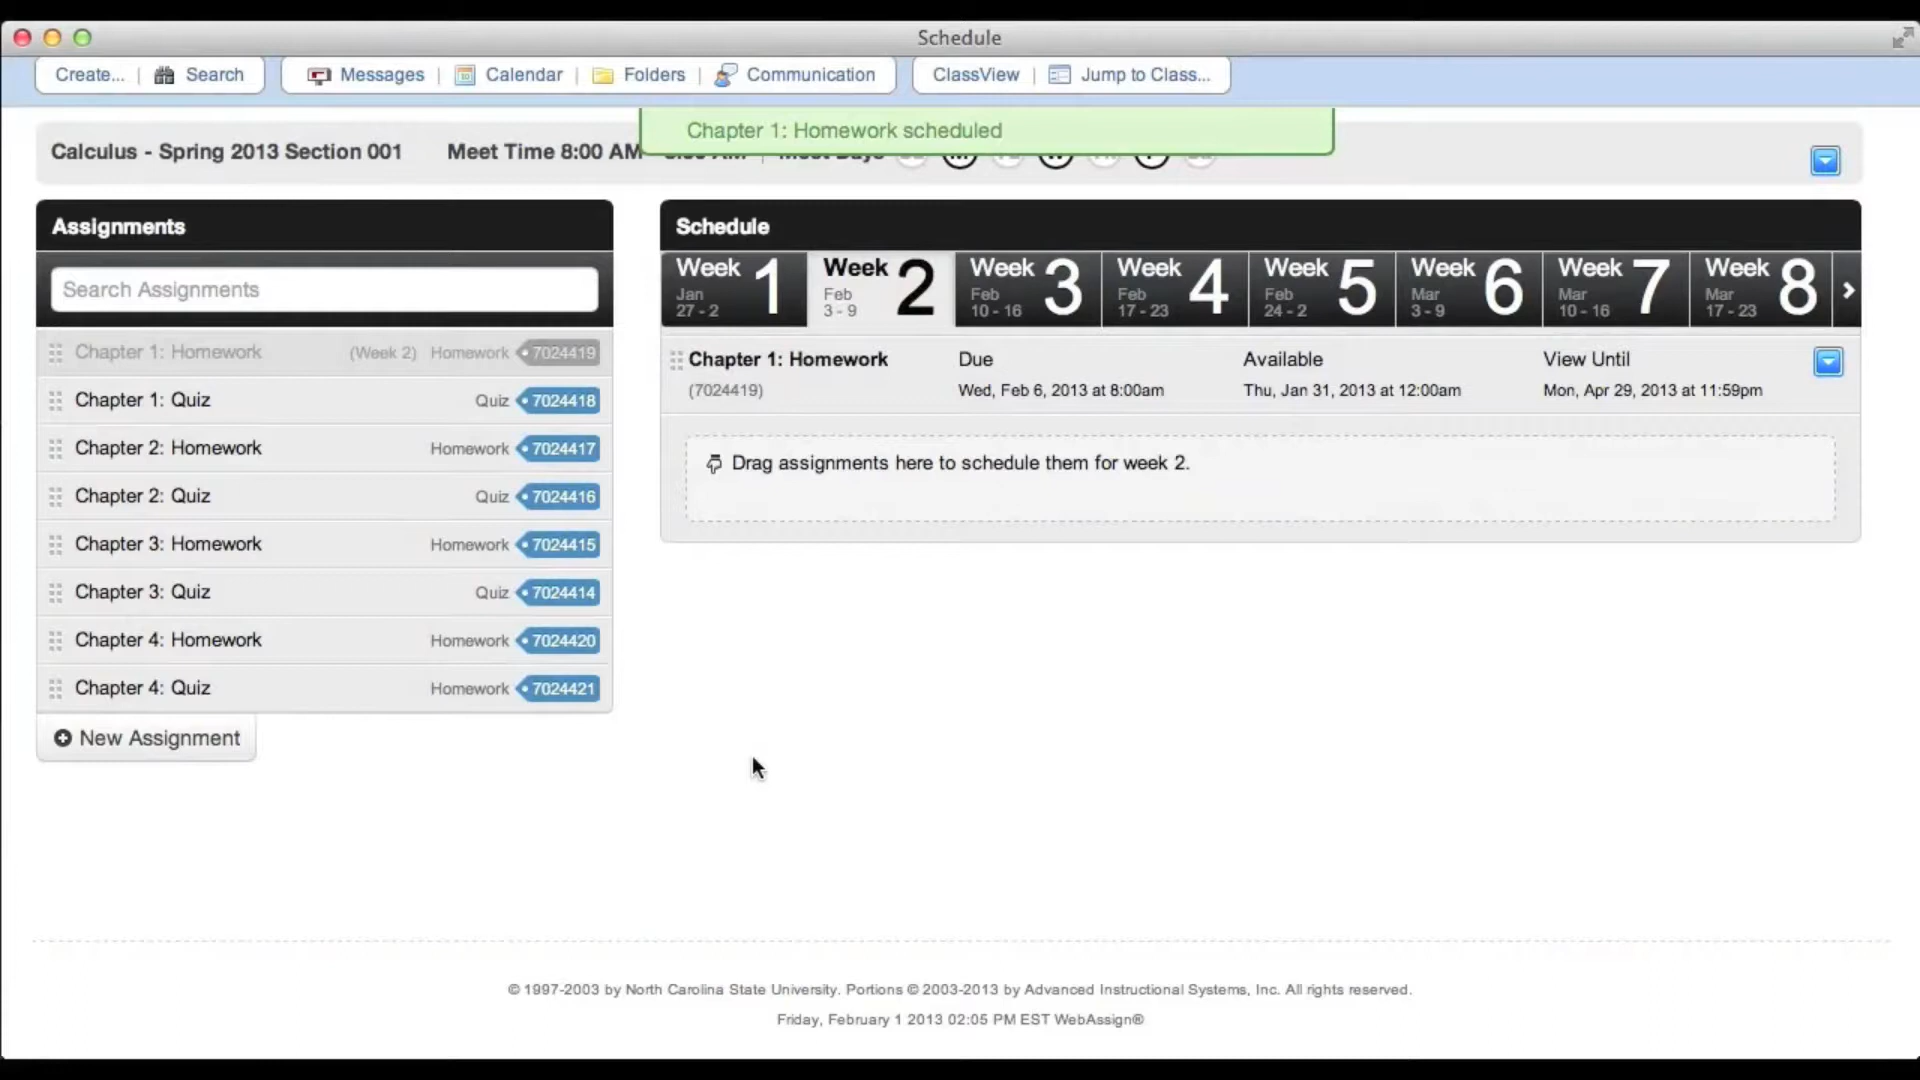 Schedule
Create... Search Messages Calendar Folders Communication ClassView Jump to Class...
Chapter 1: Homework scheduled
Calculus - Spring 2013 Section 001 Meet Time 8:00 AM
Assignments
Search Assignments
Chapter 1: Homework (Week 2) Homework 7024419
Chapter 1: Quiz Quiz 7024418
Chapter 2: Homework Homework 7024417
Chapter 2: Quiz Quiz 7024416
Chapter 3: Homework Homework 7024415
Chapter 3: Quiz Quiz 7024414
Chapter 4: Homework Homework 7024420
Chapter 4: Quiz Homework 7024421
New Assignment
Schedule
Week 1 Jan 27 - 2
Week 2 Feb 3 - 9
Week 3 Feb 10 - 16
Week 4 Feb 17 - 23
Week 5 Feb 24 - 2
Week 6 Mar 3 - 9
Week 7 Mar 10 - 16
Week 8 Mar 17 - 23
Chapter 1: Homework Due Available View Until
(7024419) Wed, Feb 6, 2013 at 8:00am Thu, Jan 31, 2013 at 12:00am Mon, Apr 29, 2013 at 11:59pm
Drag assignments here to schedule them for week 2.
© 1997-2003 by North Carolina State University. Portions © 2003-2013 by Advanced Instructional Systems, Inc. All rights reserved.
Friday, February 1 2013 02:05 PM EST WebAssign®